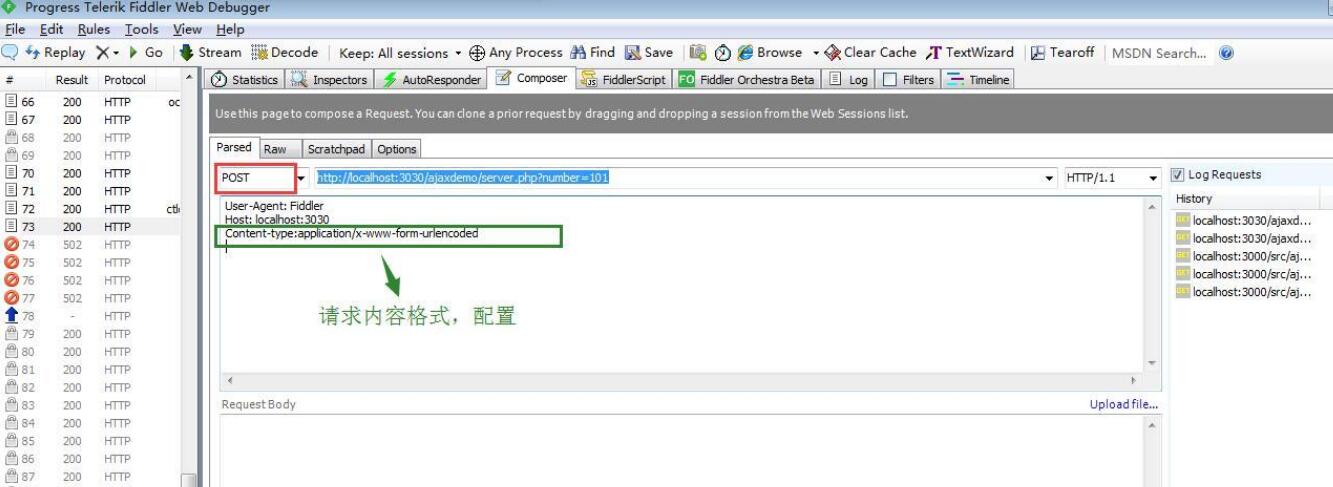 Progress Telerik Fiddler Web Debugger
File Edit Rules Tools View Help
Replay Go Stream Decode Keep: All sessions Any Process Find Save Browse Clear Cache TextWizard Tearoff MSDN Search...
# Result Protocol
Statistics Inspectors AutoResponder Composer FiddlerScript FO Fiddler Orchestra Beta Log Filters Timeline
66 200 HTTP oc
67 200 HTTP
68 200 HTTP
69 200 HTTP
70 200 HTTP
71 200 HTTP
72 200 HTTP ctl
73 200 HTTP
74 502 HTTP
75 502 HTTP
76 502 HTTP
77 502 HTTP
78 - HTTP
79 200 HTTP
80 200 HTTP
81 200 HTTP
82 200 HTTP
83 200 HTTP
84 200 HTTP
85 200 HTTP
86 200 HTTP
87 200 HTTP
Use this page to compose a Request. You can clone a prior request by dragging and dropping a session from the Web Sessions list.
Parsed Raw Scratchpad Options
POST http://localhost:3030/ajaxdemo/server.php?number=101 HTTP/1.1
User-Agent: Fiddler
Host: localhost:3030
Content-type:application/x-www-form-urlencoded
请求内容格式，配置
Request Body Upload file...
Log Requests
History
localhost:3030/ajaxd...
localhost:3030/ajaxd...
localhost:3000/src/aj...
localhost:3000/src/aj...
localhost:3000/src/aj...